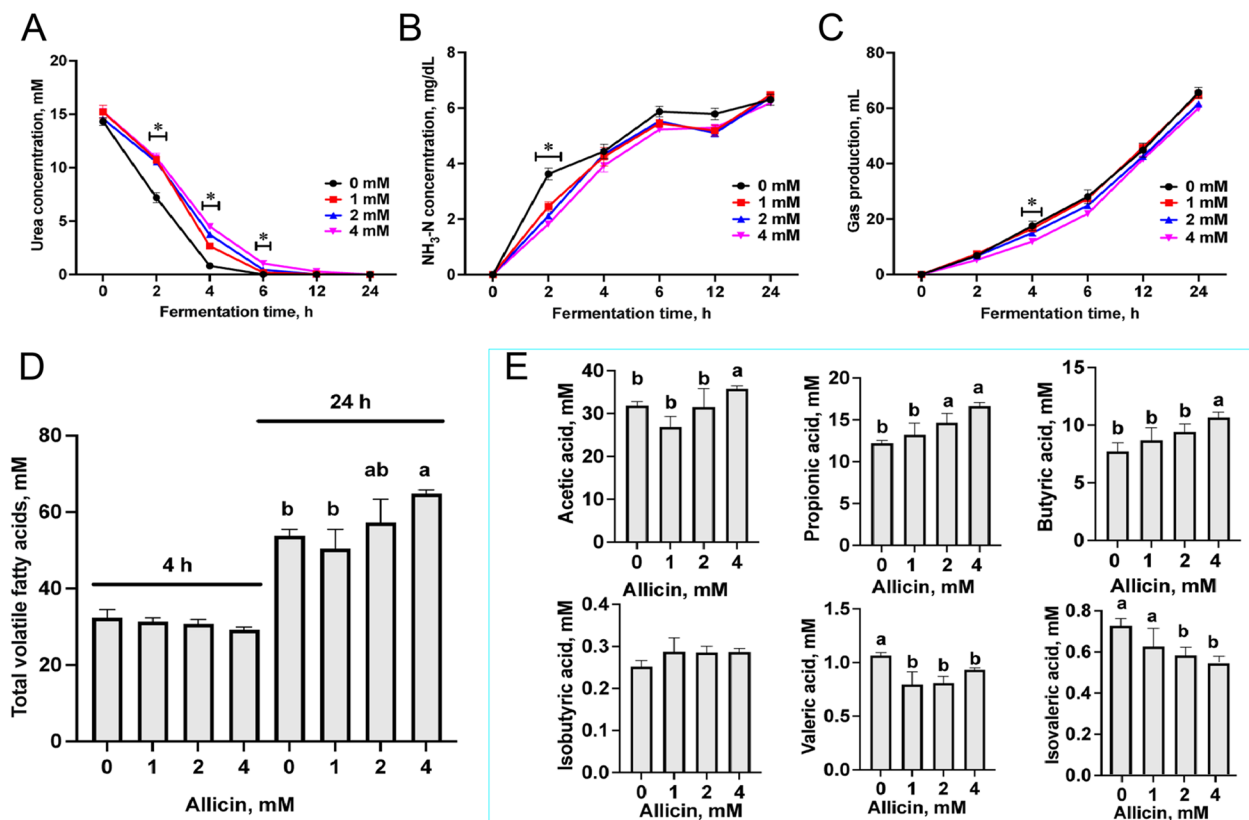 A
Urea concerntration, mM
20
15
10
5
0
* * *
0 mM
1 mM
2 mM
4 mM
0 2 4 6 12 24
Fermentation time, h
B
NH3-N concentration, mg/dL
8
6
4
2
0
*
0 mM
1 mM
2 mM
4 mM
0 2 4 6 12 24
Fermentation time, h
C
Gas production, mL
80
60
40
20
0
*
0 mM
1 mM
2 mM
4 mM
0 2 4 6 12 24
Fermentation time, h
D
Total volatile fatty acids, mM
80
60
40
20
0
4 h
24 h
b b ab a
0 1 2 4 0 1 2 4
Allicin, mM
E
Acetic acid, mM
40
30
20
10
0
b b b a
0 1 2 4
Allicin, mM
Propionic acid, mM
20
15
10
5
0
b b a a
0 1 2 4
Allicin, mM
Butyric acid, mM
15
10
5
0
b b b a
0 1 2 4
Allicin, mM
Isobutyric acid, mM
0.4
0.3
0.2
0.1
0.0
0 1 2 4
Allicin, mM
Valeric acid, mM
1.5
1.0
0.5
0.0
a b b b
0 1 2 4
Allicin, mM
Isovaleric acid, mM
0.8
0.6
0.4
0.2
0.0
a a b b
0 1 2 4
Allicin, mM